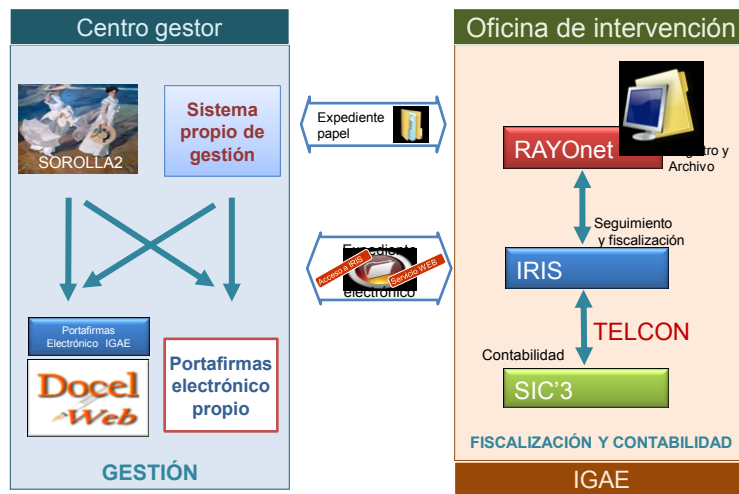 Centro gestor
Oficina de intervención
SOROLLA2
Sistema
propio de
gestión
Expediente
papel
RAYOnet
Archivo
Seguimiento
y fiscalización
Acceso a IRIS
Servicio WEB
electrónico
IRIS
TELCON
Portafirmas
Electrónico IGAE
Docel
Web
Portafirmas
electrónico
propio
Contabilidad
SIC'3
GESTIÓN
FISCALIZACIÓN Y CONTABILIDAD
IGAE